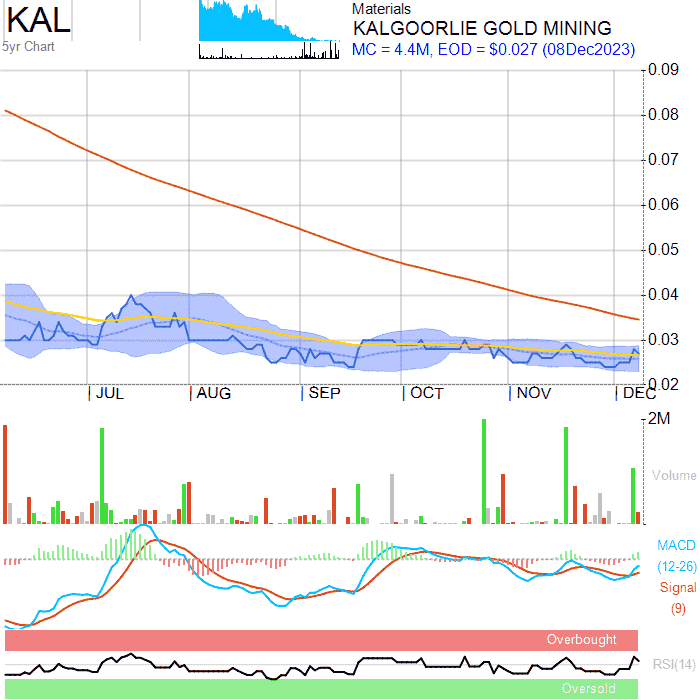 KAL
5yr Chart
Materials
KALGOORLIE GOLD MINING
MC = 4.4M, EOD = $0.027 (08Dec2023)
0.09
0.08
0.07
0.06
0.05
0.04
0.03
0.02
JUL AUG SEP OCT NOV DEC
2M
Volume
MACD
(12-26)
Signal
(9)
Overbought
RSI(14)
Oversold